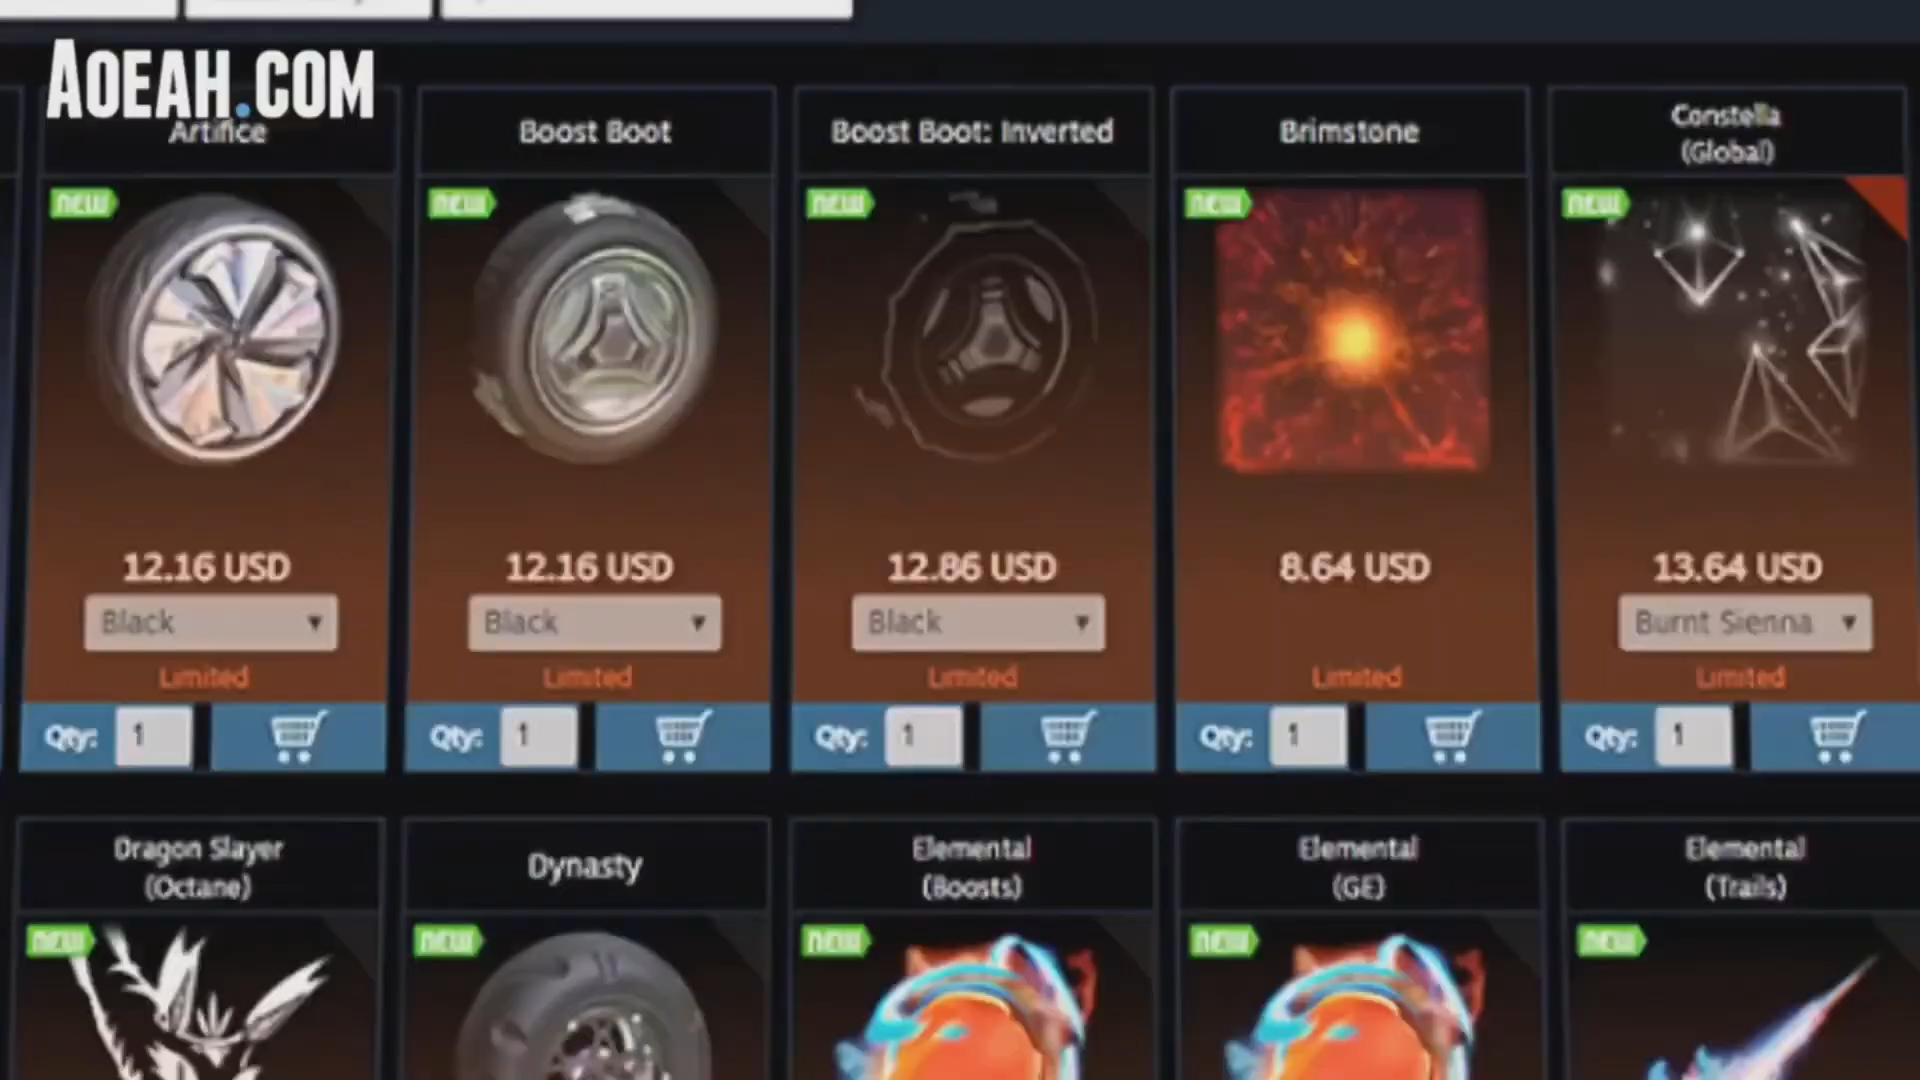 AOEAH.COM
Artifice
Boost Boot
Boost Boot: Inverted
Brimstone
Constella
(Global)
NEW
NEW
NEW
NEW
NEW
12.16 USD
12.16 USD
12.86 USD
8.64 USD
13.64 USD
Black
Black
Black
Burnt Sienna
Limited
Limited
Limited
Limited
Limited
Qty: 1
Qty: 1
Qty: 1
Qty: 1
Qty: 1
Dragon Slayer
(Octane)
Dynasty
Elemental
(Boosts)
Elemental
(GE)
Elemental
(Trails)
NEW
NEW
NEW
NEW
NEW